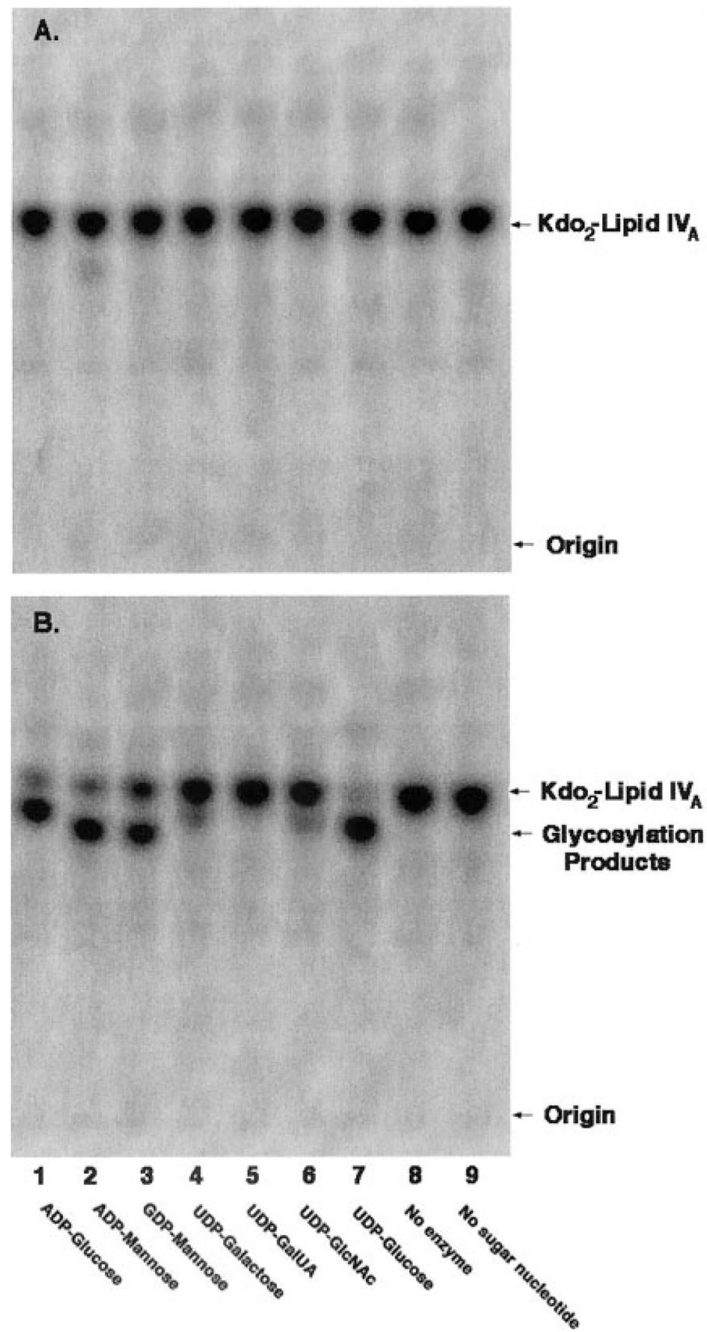 A.
← Kdo2-Lipid IVA
← Origin
B.
← Kdo2-Lipid IVA
← Glycosylation
Products
← Origin
1 2 3 4 5 6 7 8 9
ADP-Glucose
ADP-Mannose
GDP-Mannose
UDP-Galactose
UDP-GalUA
UDP-GlcNAc
UDP-Glucose
No enzyme
No sugar nucleotide